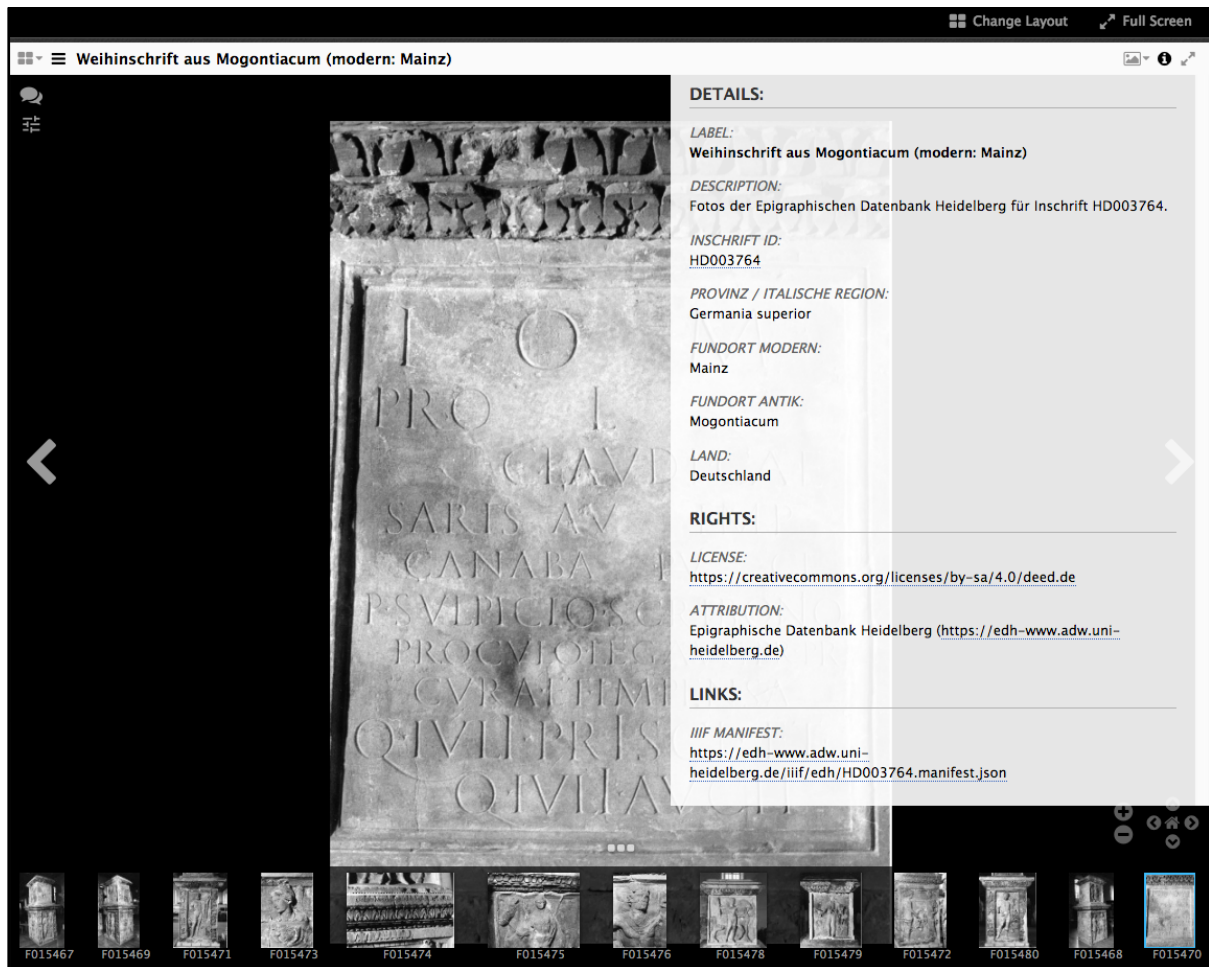 Change Layout
Full Screen
Weihinschrift aus Mogontiacum (modern: Mainz)
I O M
PRO I
CLAVD
SARIS AV
CANABA
P·SVLPICIO·SC
PROCVLO LEG
CVRA
Q·IVLI·PRISC
Q·IVLI·AVCTI
DETAILS:
LABEL:
Weihinschrift aus Mogontiacum (modern: Mainz)
DESCRIPTION:
Fotos der Epigraphischen Datenbank Heidelberg für Inschrift HD003764.
INSCHRIFT ID:
HD003764
PROVINZ / ITALISCHE REGION:
Germania superior
FUNDORT MODERN:
Mainz
FUNDORT ANTIK:
Mogontiacum
LAND:
Deutschland
RIGHTS:
LICENSE:
https://creativecommons.org/licenses/by-sa/4.0/deed.de
ATTRIBUTION:
Epigraphische Datenbank Heidelberg (https://edh-www.adw.uni-
heidelberg.de)
LINKS:
IIIF MANIFEST:
https://edh-www.adw.uni-
heidelberg.de/iiif/edh/HD003764.manifest.json
F015467
F015469
F015471
F015473
F015474
F015475
F015476
F015478
F015479
F015472
F015480
F015468
F015470